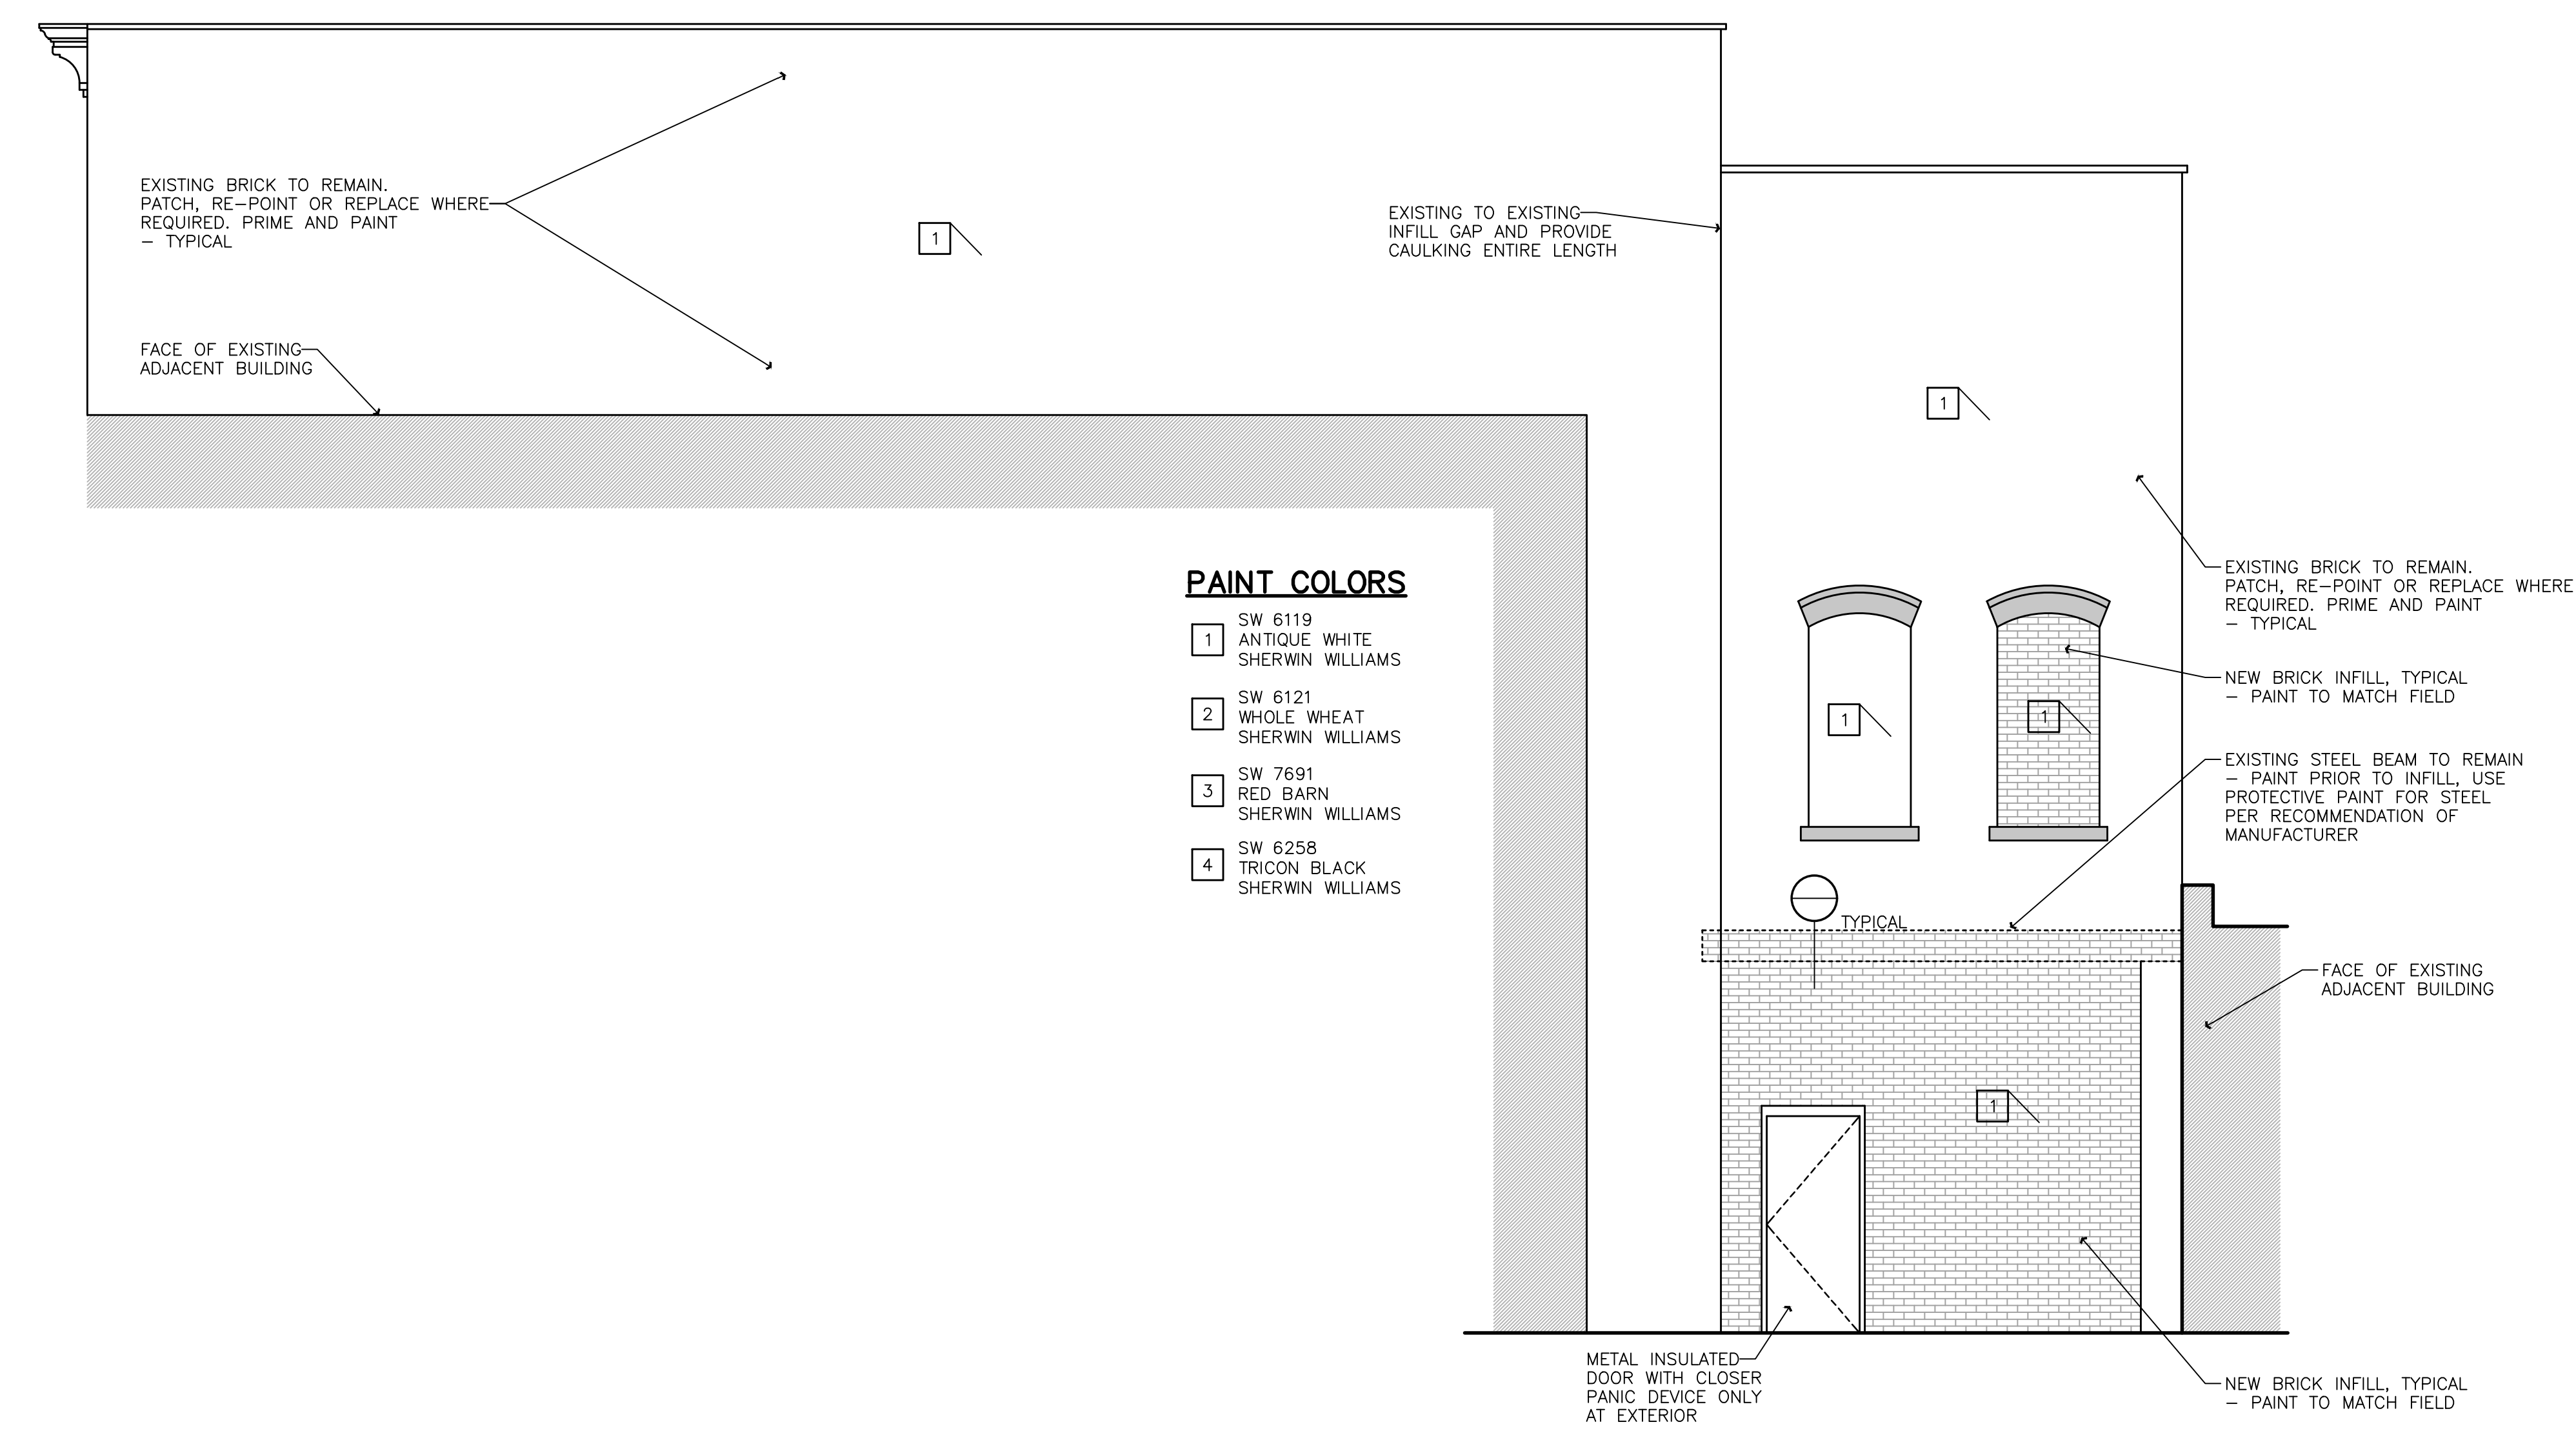 EXISTING BRICK TO REMAIN.
PATCH, RE-POINT OR REPLACE WHERE
REQUIRED. PRIME AND PAINT
- TYPICAL
1
EXISTING TO EXISTING
INFILL GAP AND PROVIDE
CAULKING ENTIRE LENGTH
FACE OF EXISTING
ADJACENT BUILDING
1
PAINT COLORS
1
SW 6119
ANTIQUE WHITE
SHERWIN WILLIAMS
2
SW 6121
WHOLE WHEAT
SHERWIN WILLIAMS
3
SW 7691
RED BARN
SHERWIN WILLIAMS
4
SW 6258
TRICON BLACK
SHERWIN WILLIAMS
EXISTING BRICK TO REMAIN.
PATCH, RE-POINT OR REPLACE WHERE
REQUIRED. PRIME AND PAINT
- TYPICAL
NEW BRICK INFILL, TYPICAL
- PAINT TO MATCH FIELD
1
1
EXISTING STEEL BEAM TO REMAIN
- PAINT PRIOR TO INFILL, USE
PROTECTIVE PAINT FOR STEEL
PER RECOMMENDATION OF
MANUFACTURER
TYPICAL
FACE OF EXISTING
ADJACENT BUILDING
1
METAL INSULATED
DOOR WITH CLOSER
PANIC DEVICE ONLY
AT EXTERIOR
NEW BRICK INFILL, TYPICAL
- PAINT TO MATCH FIELD